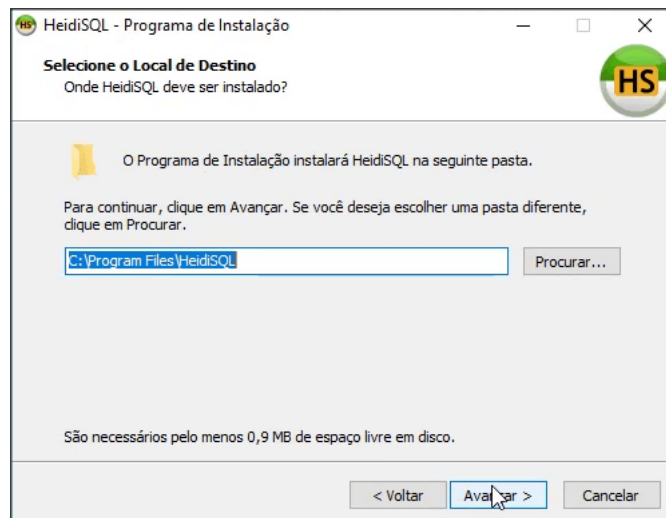 HS HeidiSQL - Programa de Instalação
Selecione o Local de Destino
Onde HeidiSQL deve ser instalado?
HS
O Programa de Instalação instalará HeidiSQL na seguinte pasta.
Para continuar, clique em Avançar. Se você deseja escolher uma pasta diferente,
clique em Procurar.
C:\Program Files\HeidiSQL
Procurar...
São necessários pelo menos 0,9 MB de espaço livre em disco.
< Voltar Avançar > Cancelar